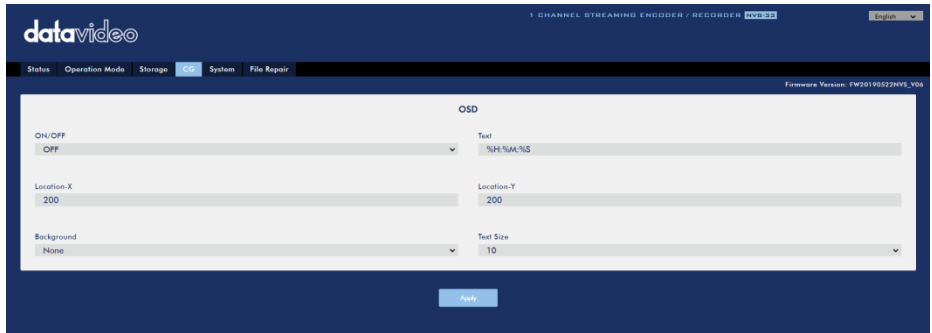 1 CHANNEL STREAMING ENCODER / RECORDER NVS-33
English
datavideo
Status Operation Mode Storage CG System File Repair
Firmware Version: FW20190522NVS_V06
OSD
ON/OFF Text
OFF %H:%M:%S
Location-X Location-Y
200 200
Background Text Size
None 10
Apply